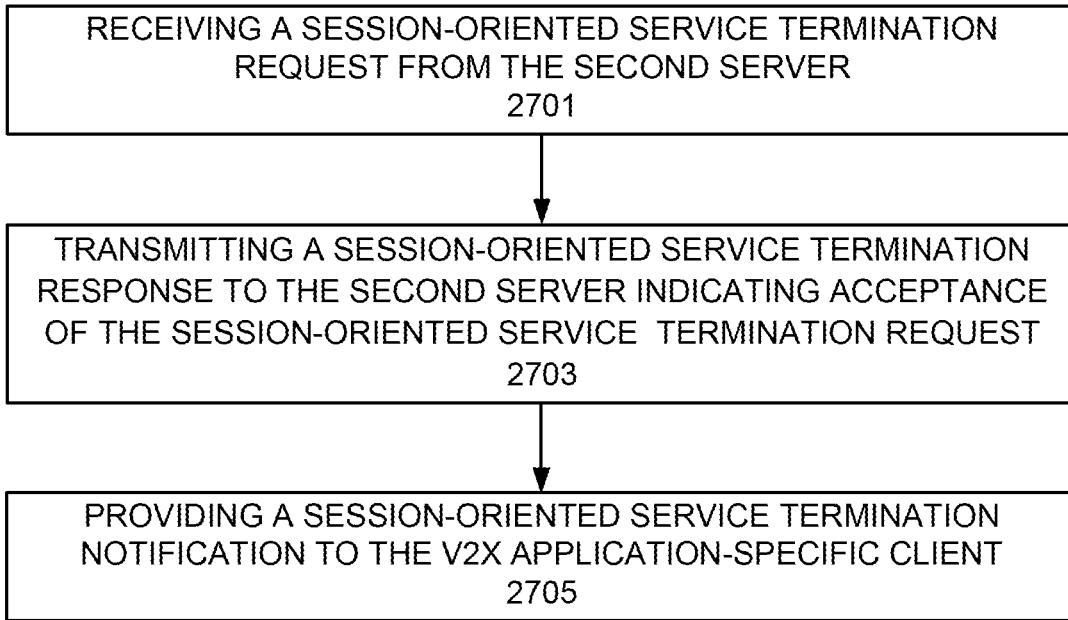 RECEIVING A SESSION-ORIENTED SERVICE TERMINATION
REQUEST FROM THE SECOND SERVER
2701
TRANSMITTING A SESSION-ORIENTED SERVICE TERMINATION
RESPONSE TO THE SECOND SERVER INDICATING ACCEPTANCE
OF THE SESSION-ORIENTED SERVICE TERMINATION REQUEST
2703
PROVIDING A SESSION-ORIENTED SERVICE TERMINATION
NOTIFICATION TO THE V2X APPLICATION-SPECIFIC CLIENT
2705